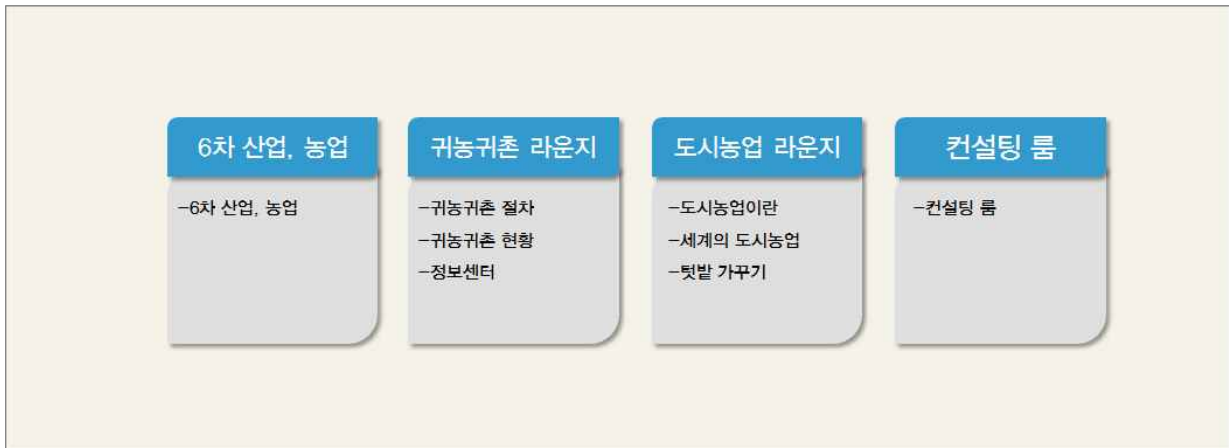 6차 산업, 농업
-6차 산업, 농업
귀농귀촌 라운지
-귀농귀촌 절차
-귀농귀촌 현황
-정보센터
도시농업 라운지
-도시농업이란
-세계의 도시농업
-텃밭 가꾸기
컨설팅 룸
-컨설팅 룸